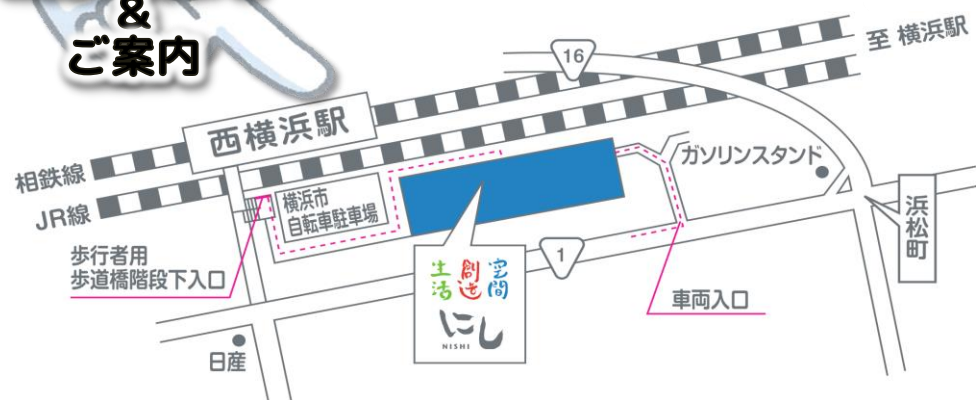 &
ご案内
16
至 横浜駅
西横浜駅
相鉄線
JR線
ガソリンスタンド
横浜市
自転車駐車場
浜松町
歩行者用
歩道橋階段下入口
1
生活
創造
空間
にし
NISHI
車両入口
日産